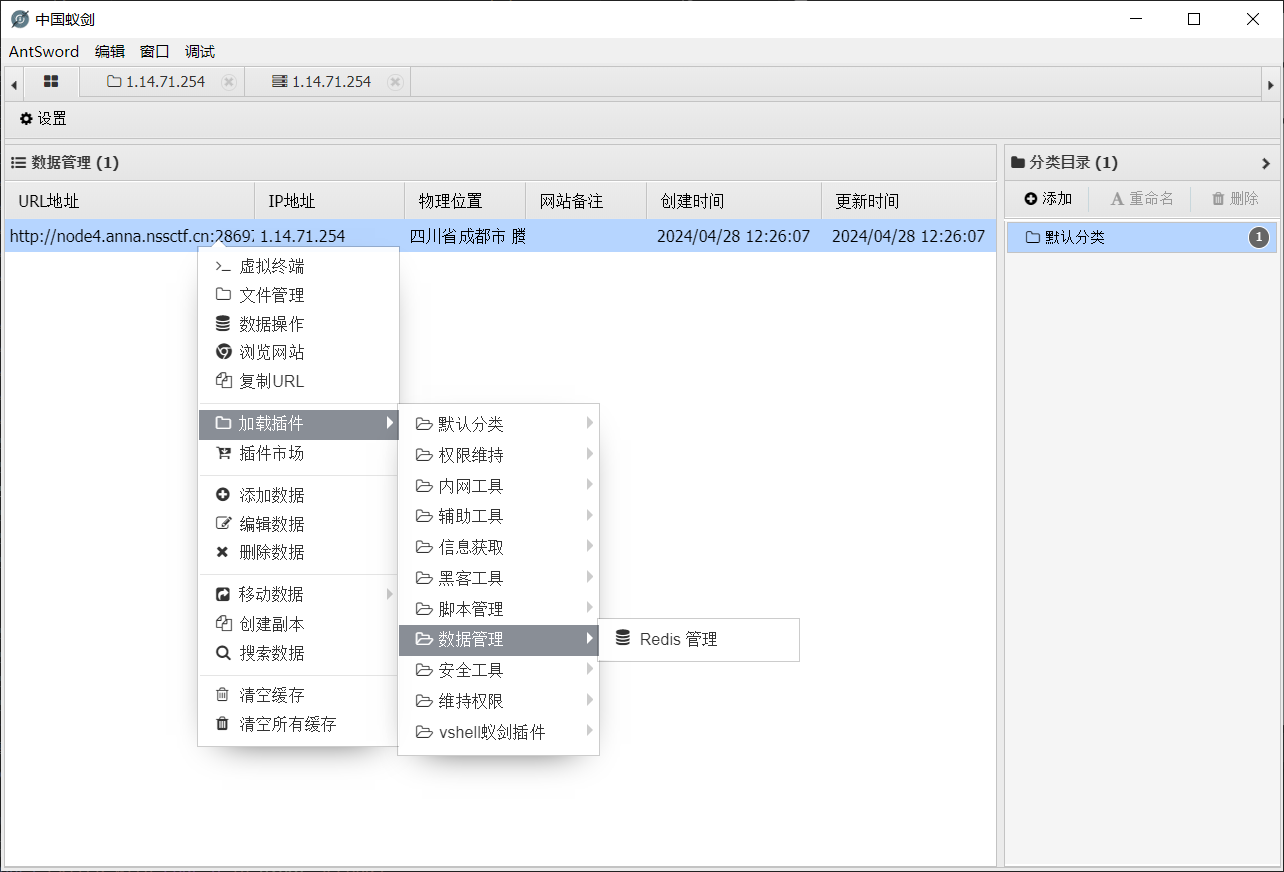 中国蚁剑
AntSword 编辑 窗口 调试
1.14.71.254 1.14.71.254
设置
数据管理 (1)
URL地址 IP地址 物理位置 网站备注 创建时间 更新时间
http://node4.anna.nssctf.cn:2869 1.14.71.254 四川省成都市 腾 2024/04/28 12:26:07 2024/04/28 12:26:07
虚拟终端
文件管理
数据操作
浏览网站
复制URL
加载插件
插件市场
添加数据
编辑数据
删除数据
移动数据
创建副本
搜索数据
清空缓存
清空所有缓存
默认分类
权限维持
内网工具
辅助工具
信息获取
黑客工具
脚本管理
数据管理
安全工具
维持权限
vshell蚁剑插件
Redis 管理
分类目录 (1)
添加 重命名 删除
默认分类 1